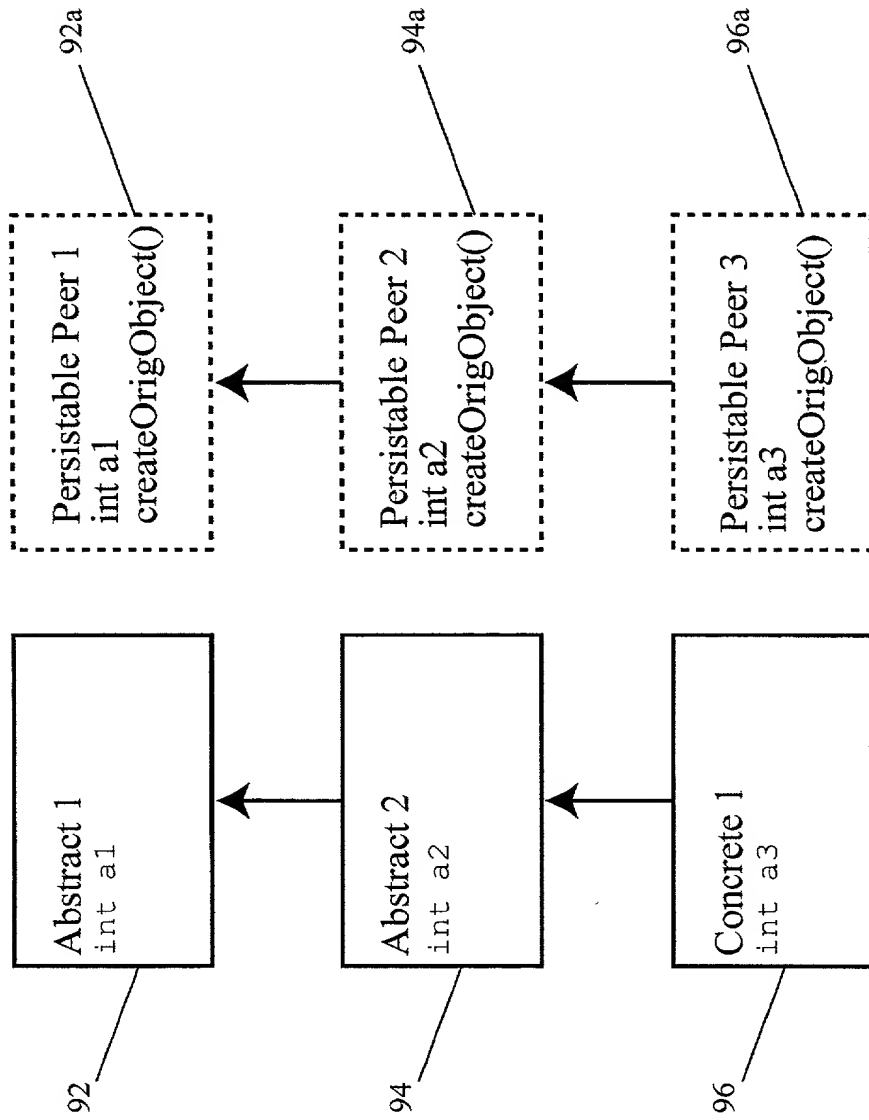 92
Abstract 1
int a1
Persistable Peer 1
int a1
createOrigObject()
92a
94
Abstract 2
int a2
Persistable Peer 2
int a2
createOrigObject()
94a
96
Concrete 1
int a3
Persistable Peer 3
int a3
createOrigObject()
96a